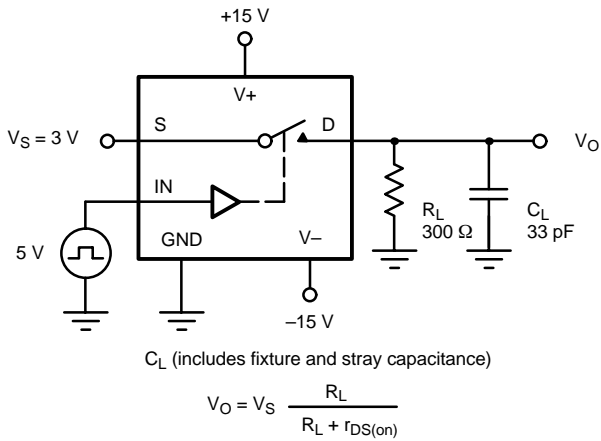 +15 V
V+
S
D
V_S = 3 V
V_O
IN
R_L
300 Ω
C_L
33 pF
GND
V–
5 V
–15 V
C_L (includes fixture and stray capacitance)
V_O = V_S R_L / R_L + r_DS(on)